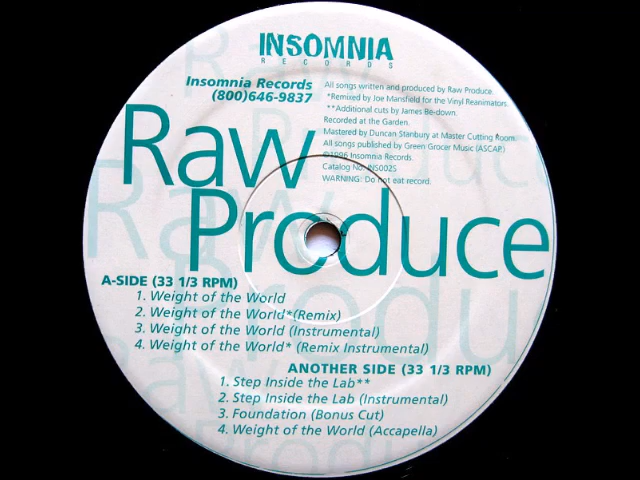 INSOMNIA
RECORDS
Insomnia Records
(800)646-9837
All songs written and produced by Raw Produce.
*Remixed by Joe Mansfield for the Vinyl Reanimators.
**Additional cuts by James Be-down.
Recorded at the Garden.
Mastered by Duncan Stanbury at Master Cutting Room.
All songs published by Green Grocer Music (ASCAP.)
©1996 Insomnia Records.
Catalog No. INS002S
WARNING: Do not eat record.
Raw
Produce
A-SIDE (33 1/3 RPM)
1. Weight of the World
2. Weight of the World*(Remix)
3. Weight of the World (Instrumental)
4. Weight of the World* (Remix Instrumental)
ANOTHER SIDE (33 1/3 RPM)
1. Step Inside the Lab**
2. Step Inside the Lab (Instrumental)
3. Foundation (Bonus Cut)
4. Weight of the World (Accapella)